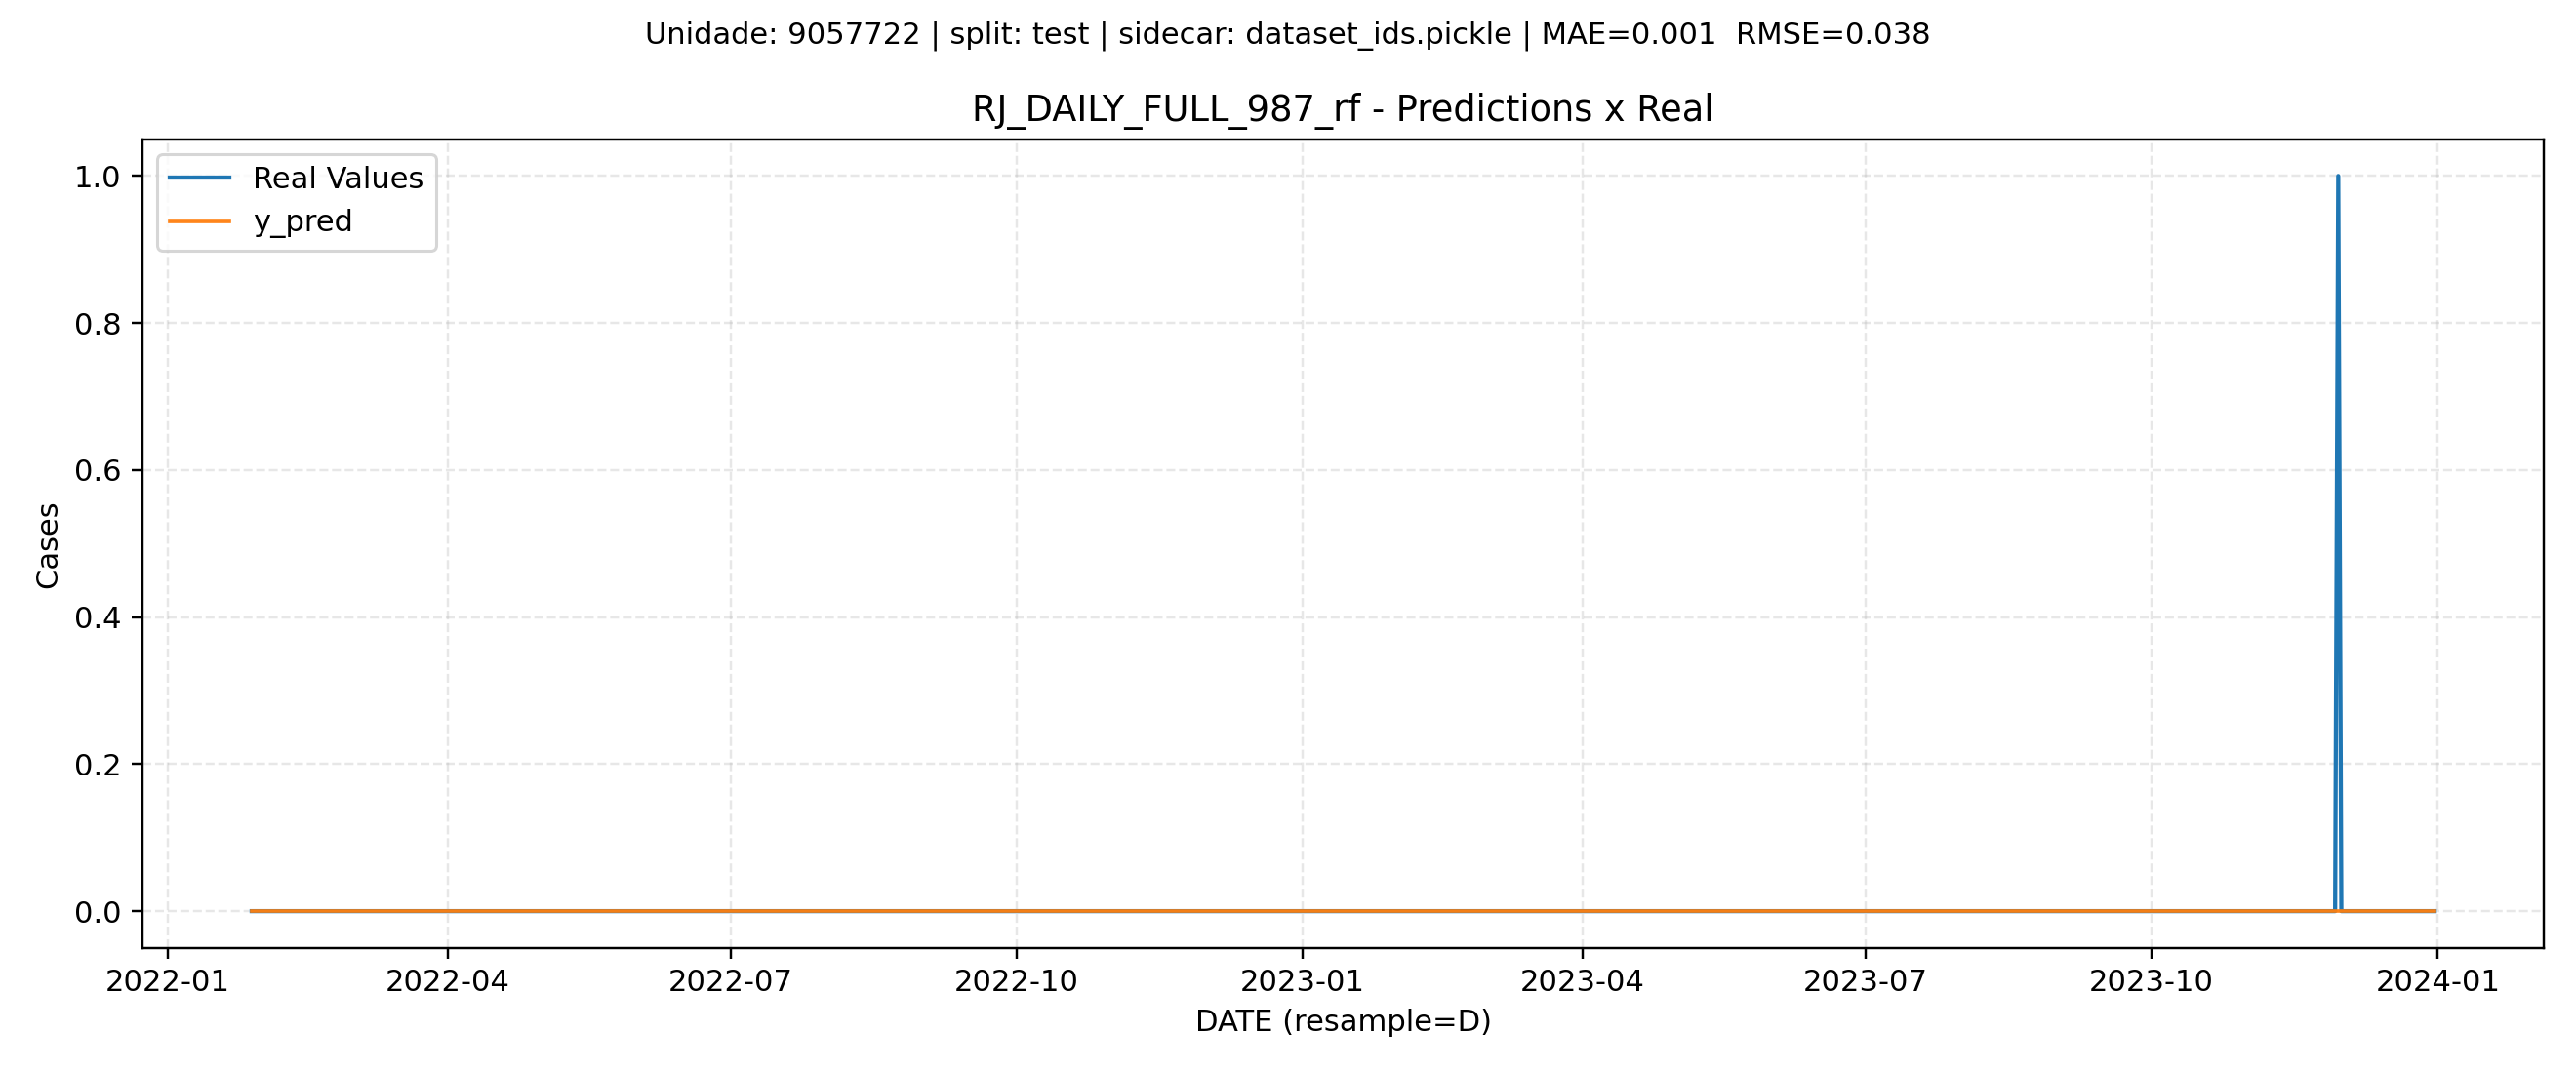 Unidade: 9057722 | split: test | sidecar: dataset_ids.pickle | MAE=0.001  RMSE=0.038
RJ_DAILY_FULL_987_rf - Predictions x Real
Real Values
y_pred
1.0
0.8
0.6
0.4
0.2
0.0
Cases
2022-01 2022-04 2022-07 2022-10 2023-01 2023-04 2023-07 2023-10 2024-01
DATE (resample=D)